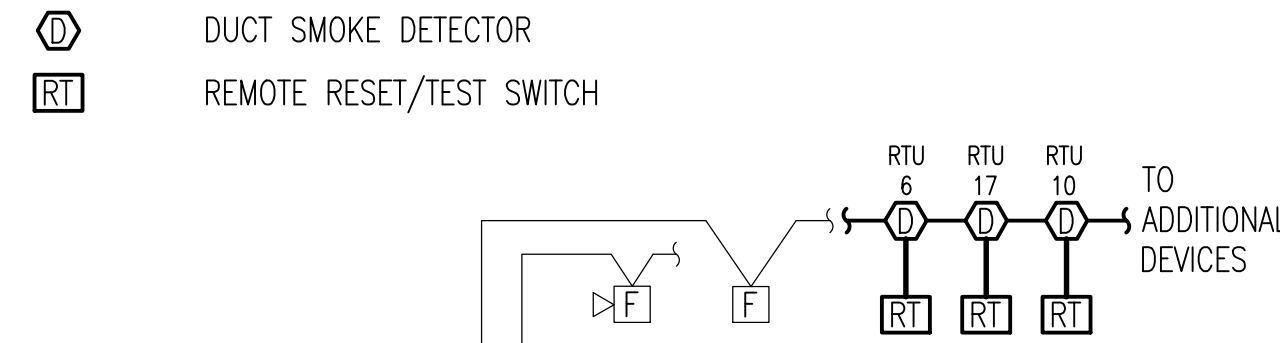 D DUCT SMOKE DETECTOR
RT REMOTE RESET/TEST SWITCH
RTU RTU RTU
6 17 10
TO
ADDITIONAL
DEVICES
D D D
F F
RT RT RT